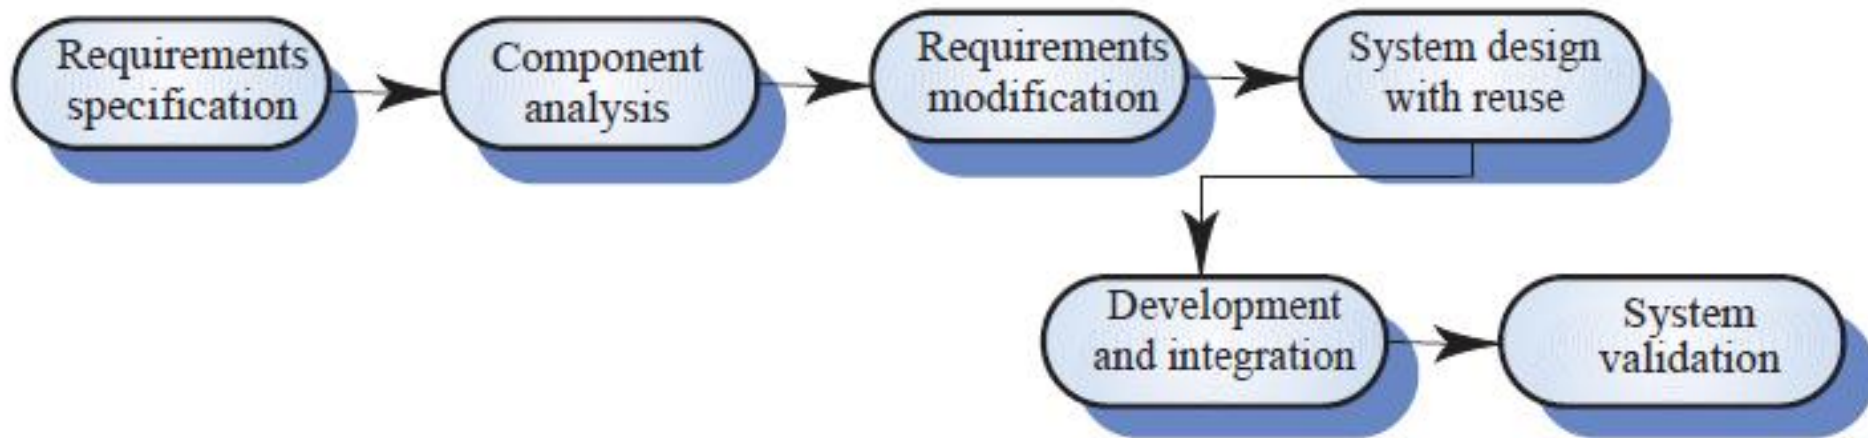 Requirements
specification
Component
analysis
Requirements
modification
System design
with reuse
Development
and integration
System
validation